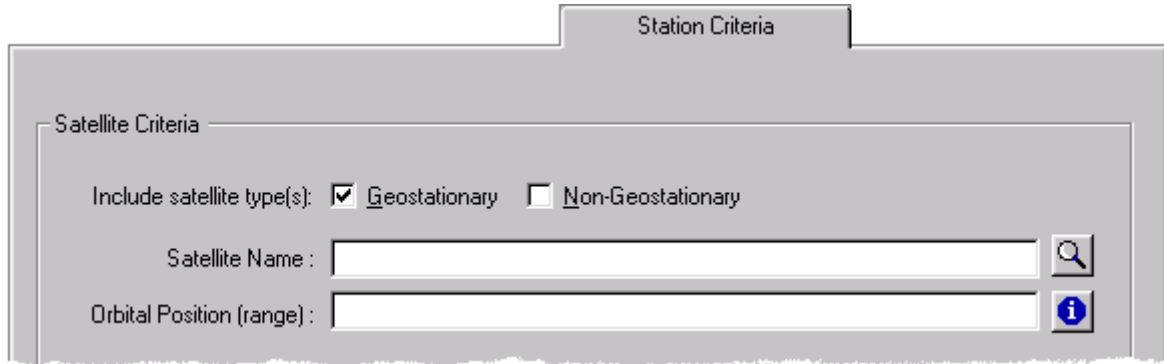 Station Criteria
Satellite Criteria
Include satellite type(s): Geostationary Non-Geostationary
Satellite Name :
Orbital Position (range) :